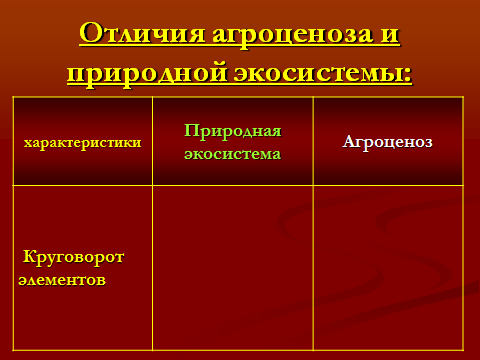 Отличия агроценоза и
природной экосистемы:
характеристики
Природная
экосистема
Агроценоз
Круговорот
элементов